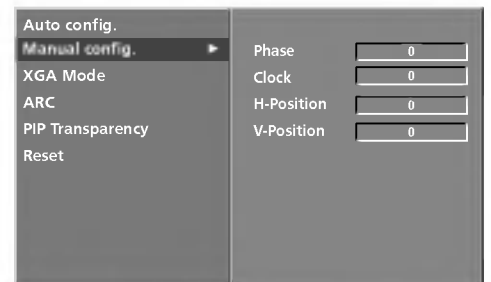 Auto config.
Manual config.
XGA Mode
ARC
PIP Transparency
Reset
Phase 0
Clock 0
H-Position 0
V-Position 0